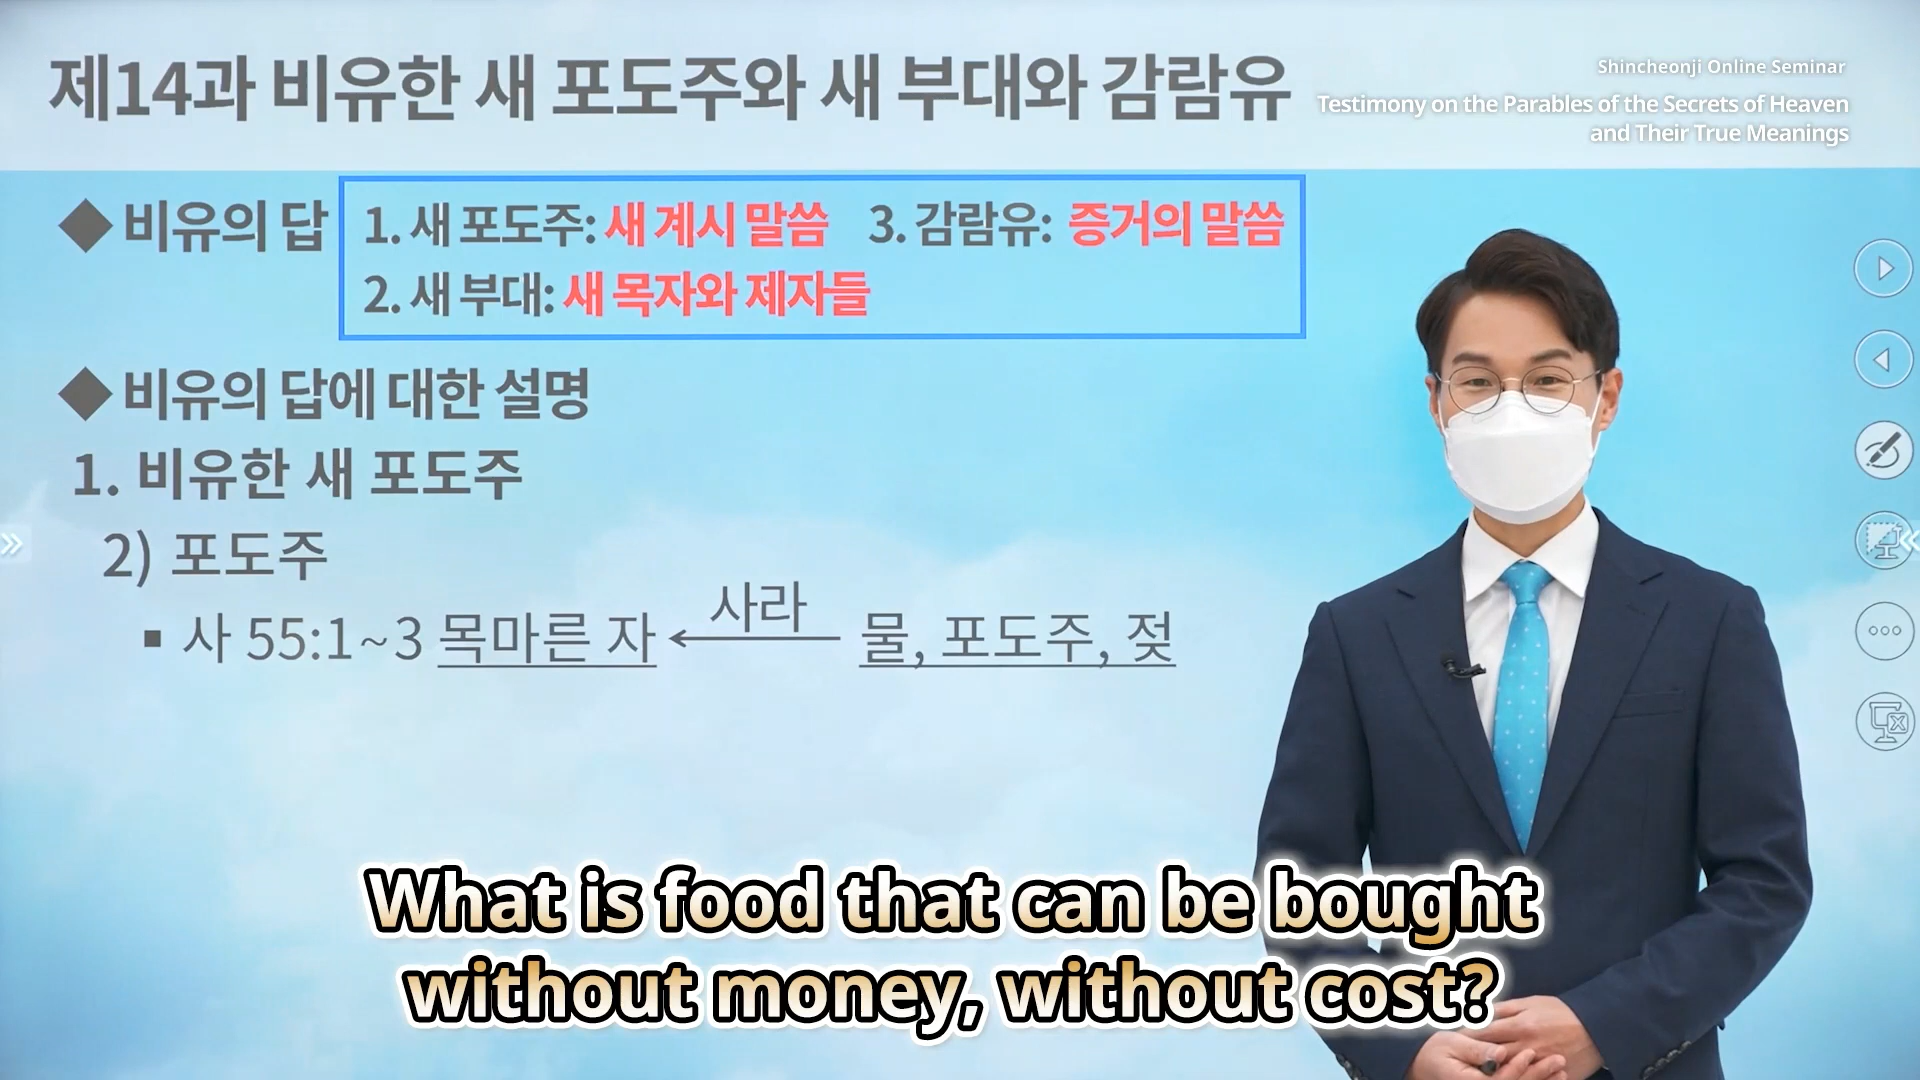 제14과 비유한 새 포도주와 새 부대와 감람유
Shincheonji Online Seminar
Testimony on the Parables of the Secrets of Heaven
and Their True Meanings
◆비유의 답
1. 새 포도주: 새 계시 말씀 3. 감람유: 증거의 말씀
2. 새 부대: 새 목자와 제자들
◆비유의 답에 대한 설명
1. 비유한 새 포도주
2) 포도주
사라
▪ 사 55:1~3 목마른 자 ← 물, 포도주, 젖
What is food that can be bought
without money, without cost?